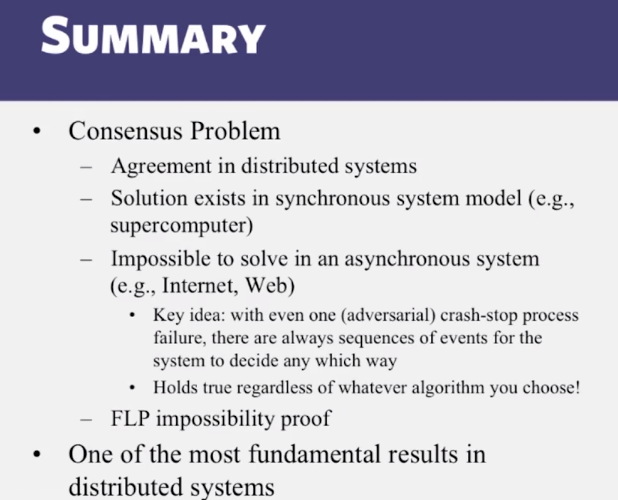 SUMMARY
• Consensus Problem
– Agreement in distributed systems
– Solution exists in synchronous system model (e.g.,
supercomputer)
– Impossible to solve in an asynchronous system
(e.g., Internet, Web)
• Key idea: with even one (adversarial) crash-stop process
failure, there are always sequences of events for the
system to decide any which way
• Holds true regardless of whatever algorithm you choose!
– FLP impossibility proof
• One of the most fundamental results in
distributed systems